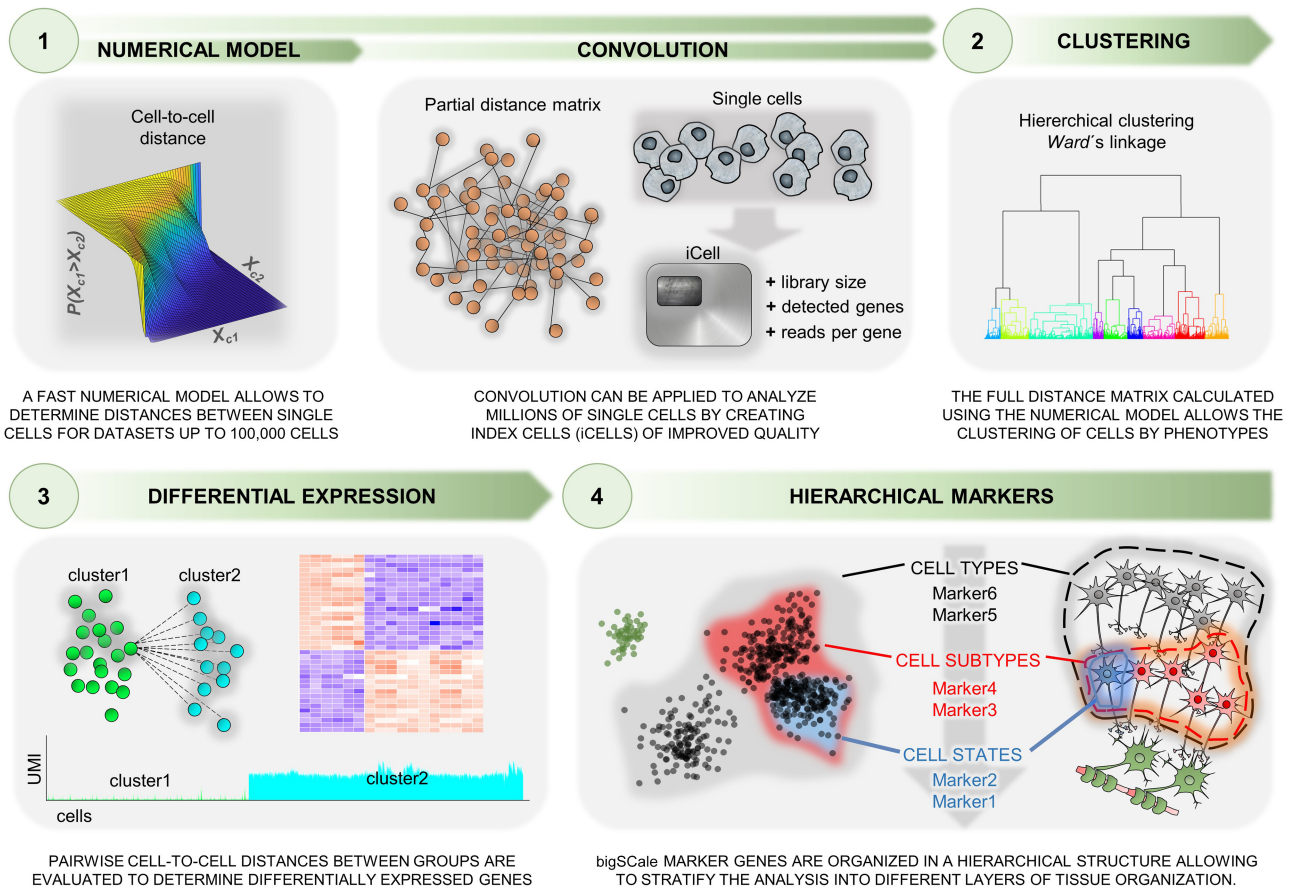 1
NUMERICAL MODEL
CONVOLUTION
2
CLUSTERING
Cell-to-cell
distance
P(Xc1>Xc2)
Xc2
Xc1
Partial distance matrix
Single cells
iCell
+ library size
+ detected genes
+ reads per gene
Hiererchical clustering
Ward´s linkage
A FAST NUMERICAL MODEL ALLOWS TO
DETERMINE DISTANCES BETWEEN SINGLE
CELLS FOR DATASETS UP TO 100,000 CELLS
CONVOLUTION CAN BE APPLIED TO ANALYZE
MILLIONS OF SINGLE CELLS BY CREATING
INDEX CELLS (iCELLS) OF IMPROVED QUALITY
THE FULL DISTANCE MATRIX CALCULATED
USING THE NUMERICAL MODEL ALLOWS THE
CLUSTERING OF CELLS BY PHENOTYPES
3
DIFFERENTIAL EXPRESSION
4
HIERARCHICAL MARKERS
cluster1
cluster2
UMI
cluster1
cluster2
cells
CELL TYPES
Marker6
Marker5
CELL SUBTYPES
Marker4
Marker3
CELL STATES
Marker2
Marker1
PAIRWISE CELL-TO-CELL DISTANCES BETWEEN GROUPS ARE
EVALUATED TO DETERMINE DIFFERENTIALLY EXPRESSED GENES
bigSCale MARKER GENES ARE ORGANIZED IN A HIERARCHICAL STRUCTURE ALLOWING
TO STRATIFY THE ANALYSIS INTO DIFFERENT LAYERS OF TISSUE ORGANIZATION.